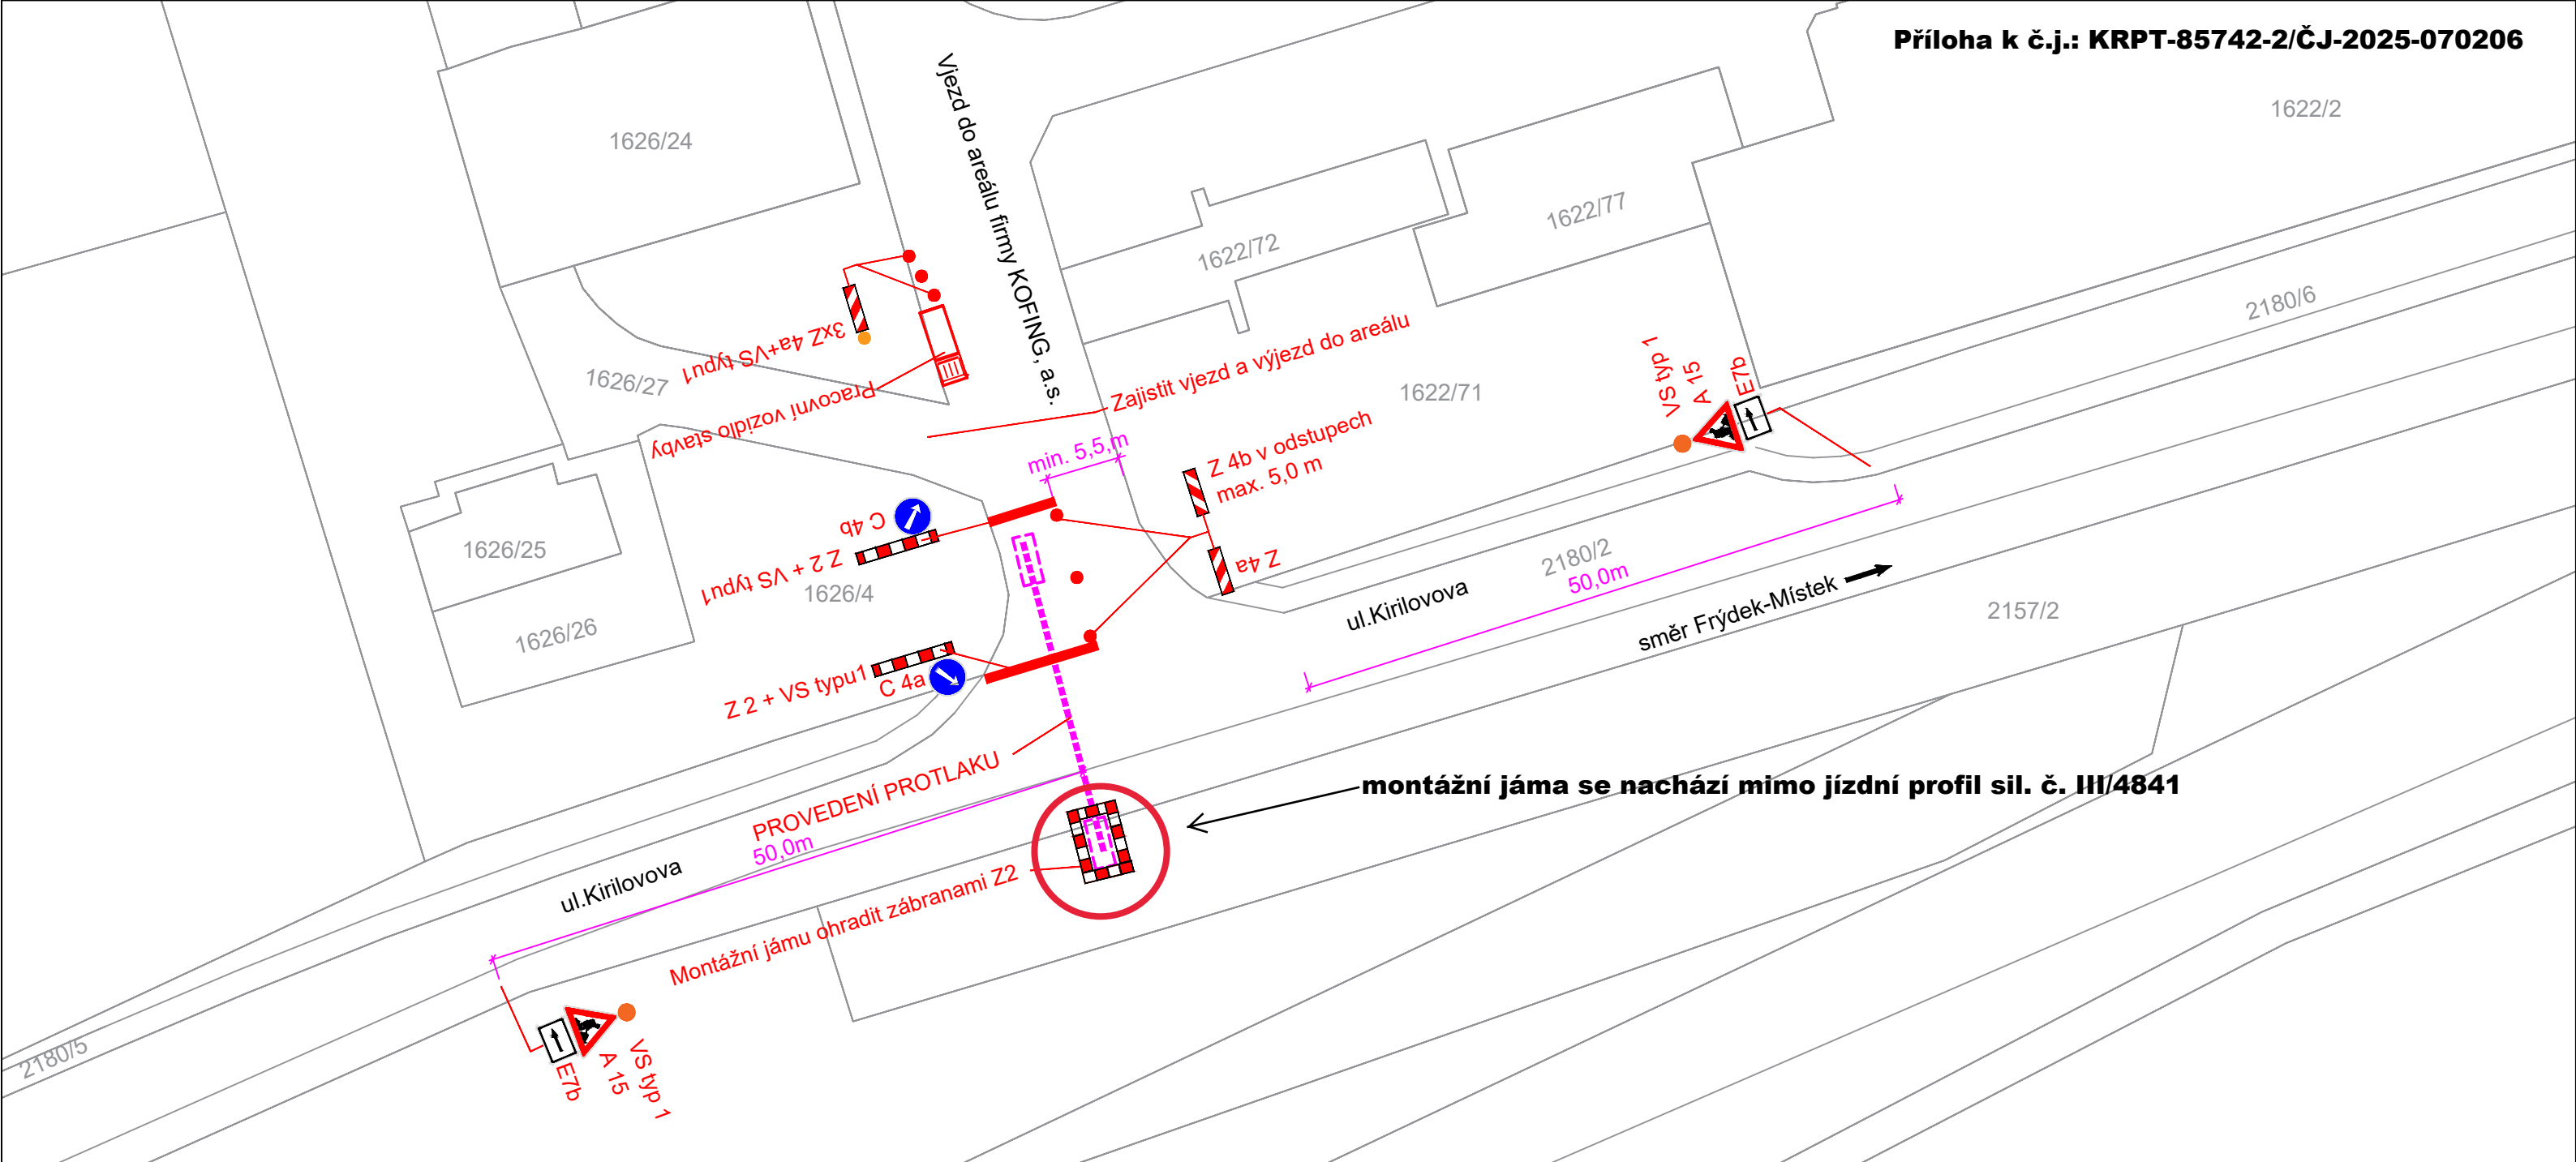 Příloha k č.j.: KRPT-85742-2/ČJ-2025-070206
1622/2
1626/24
Vjezd do areálu firmy KOFING, a.s.
1622/77
1622/72
2180/6
3xZ 4a+VS typu1
Pracovní vozidlo stavby
1626/27
Zajistit vjezd a výjezd do areálu
1622/71
VS typ 1
A 15
E7b
min. 5,5,m
Z 4b v odstupech
max. 5,0 m
C 4b
Z 2 + VS typu1
Z 4a
1626/25
1626/4
1626/26
2180/2
50,0m
ul.Kirilovova
směr Frýdek-Místek
2157/2
Z 2 + VS typu1
C 4a
PROVEDENÍ PROTLAKU
50,0m
montážní jáma se nachází mimo jízdní profil sil. č. III/4841
ul.Kirilovova
Montážní jámu ohradit zábranami Z2
2180/5
E7b
A 15
VS typ 1